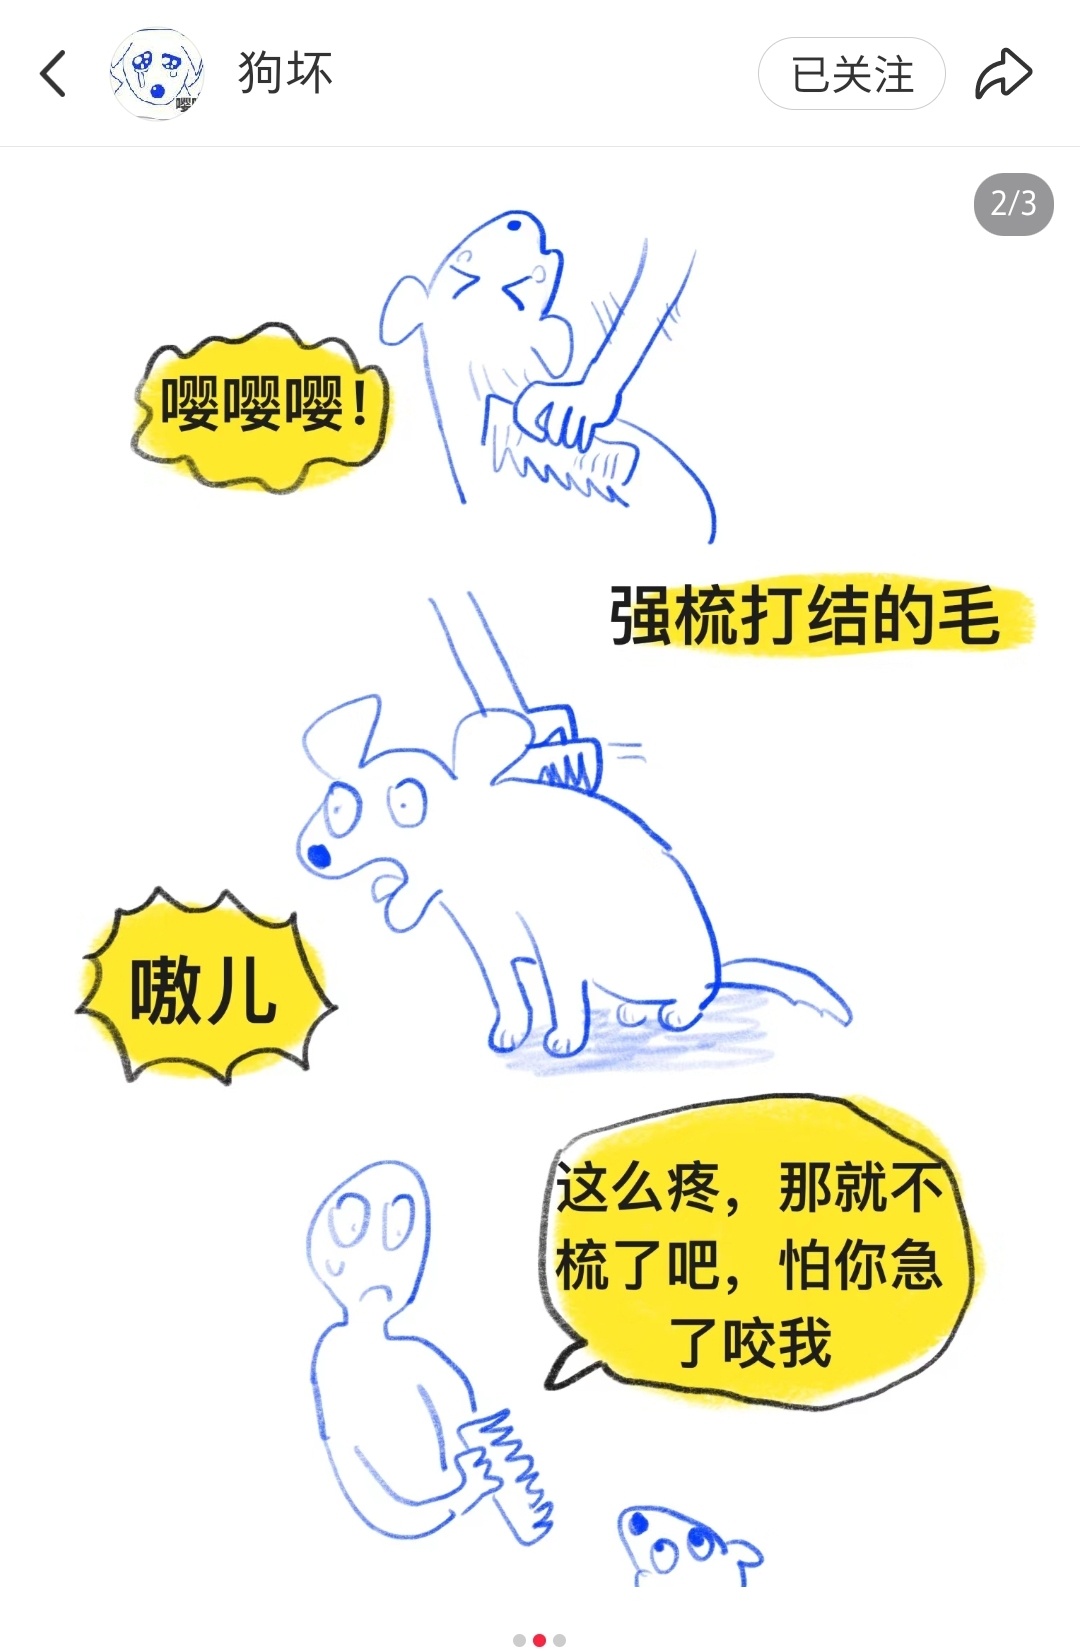 狗坏
已关注
2/3
嘤嘤嘤！
强梳打结的毛
嗷儿
这么疼，那就不
梳了吧，怕你急
了咬我